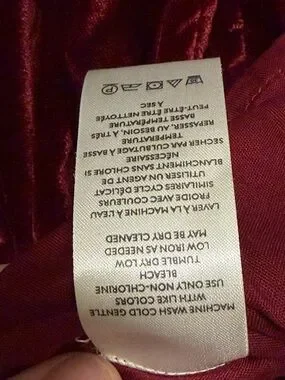 MACHINE WASH COLD GENTLE
WITH LIKE COLORS
USE ONLY NON-CHLORINE
BLEACH
TUMBLE DRY LOW
LOW IRON AS NEEDED
MAY BE DRY CLEANED
LAVER À LA MACHINE À L'EAU
FROIDE AVEC COULEURS
SIMILAIRES CYCLE DÉLICAT
UTILISER UN AGENT DE
BLANCHIMENT SANS CHLORE SI
NÉCESSAIRE
SÉCHER PAR CULBUTAGE À BASSE
TEMPÉRATURE
REPASSER, AU BESOIN, À TRÈS
BASSE TEMPÉRATURE
PEUT-ÊTRE NETTOYÉE
À SEC
P